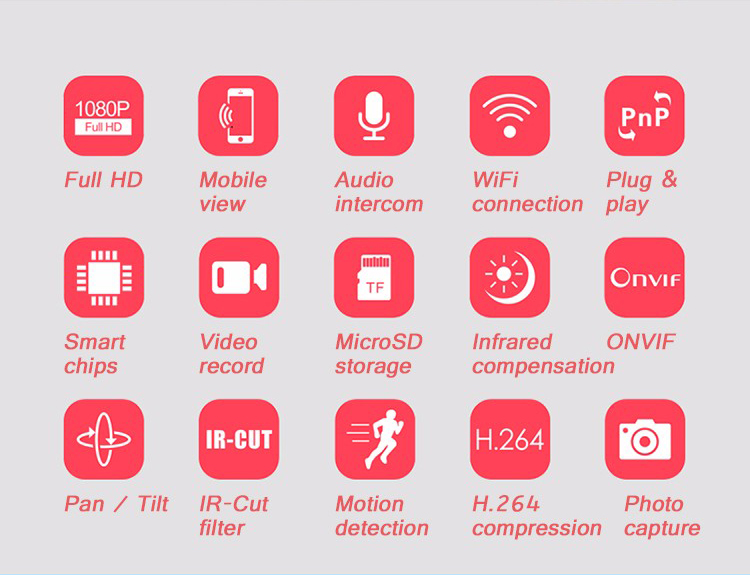 1080P
Full HD
PnP
Full HD
Mobile
view
Audio
intercom
WiFi
connection
Plug &
play
TF
ONVIF
Smart
chips
Video
record
MicroSD
storage
Infrared
compensation
ONVIF
IR-CUT
H.264
Pan / Tilt
IR-Cut
filter
Motion
detection
H.264
compression
Photo
capture